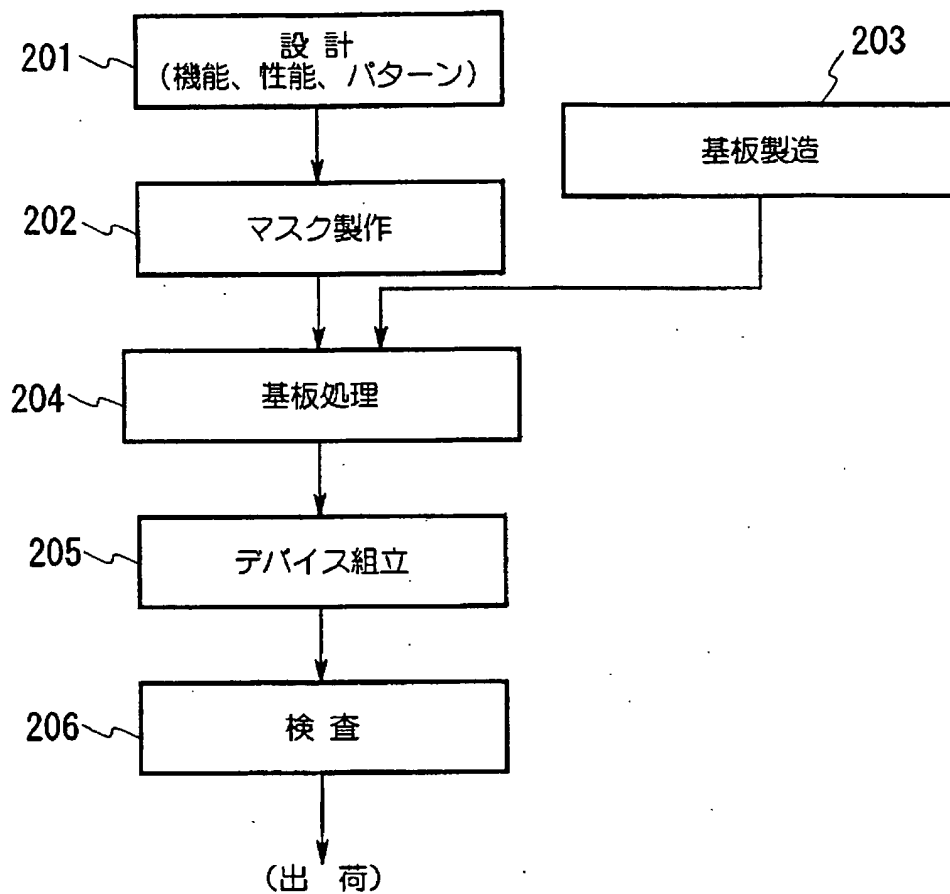 設 計
(機能、性能、パターン)
201
203
基板製造
マスク製作
202
基板処理
204
デバイス組立
205
検 査
206
(出 荷)